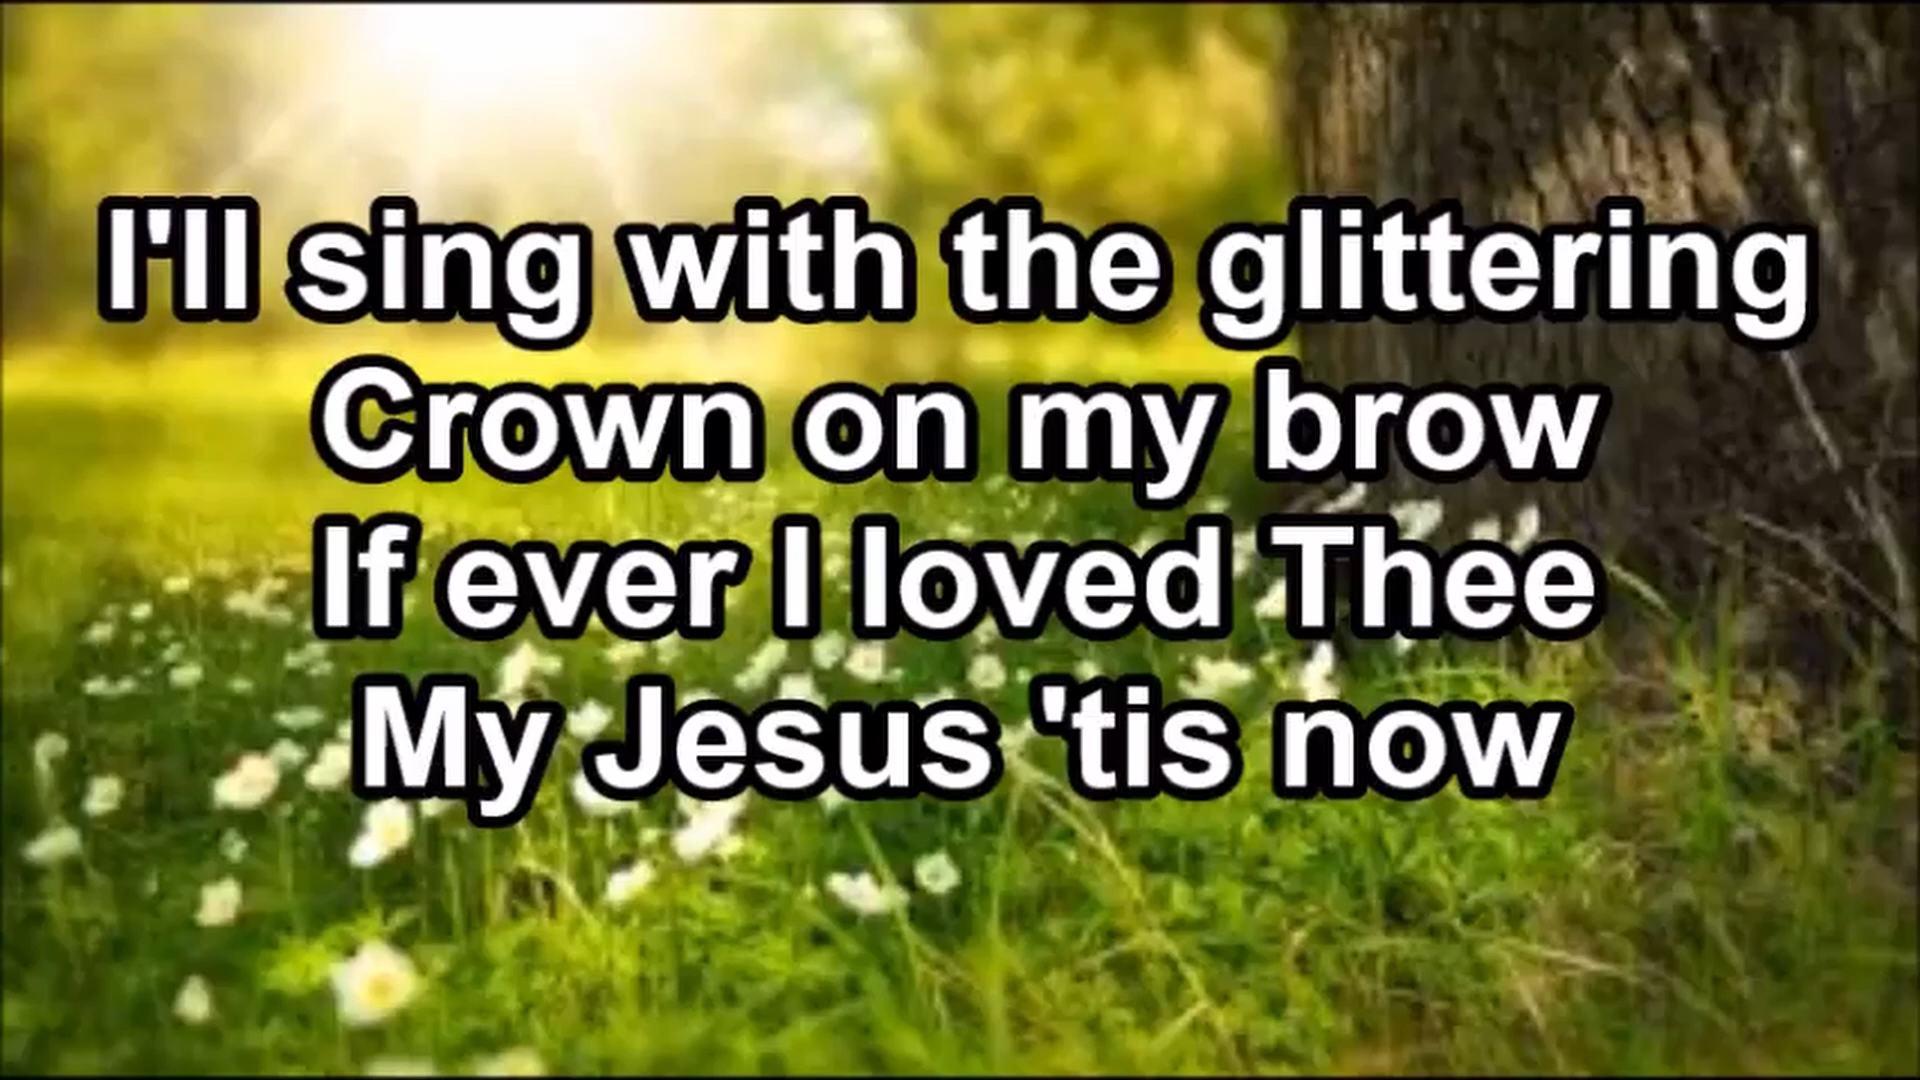 I'll sing with the glittering
Crown on my brow
If ever I loved Thee
My Jesus 'tis now